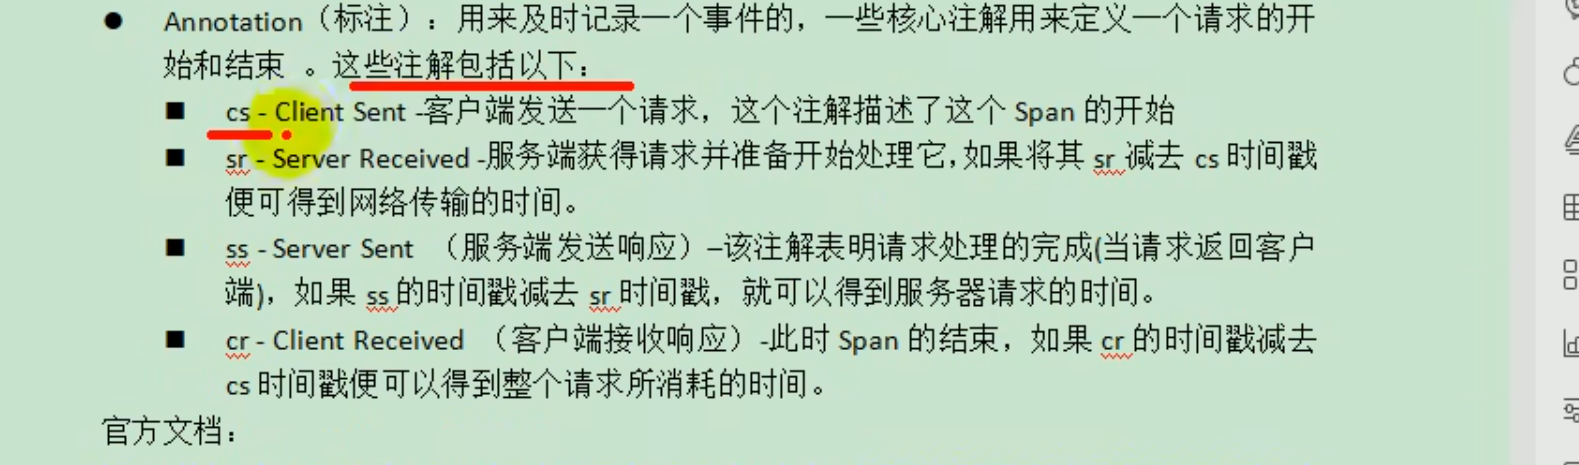 ● Annotation（标注）：用来及时记录一个事件的，一些核心注解用来定义一个请求的开
始和结束 。这些注解包括以下：
■ cs - Client Sent -客户端发送一个请求，这个注解描述了这个 Span 的开始
■ sr - Server Received -服务端获得请求并准备开始处理它,如果将其 sr 减去 cs 时间戳
便可得到网络传输的时间。
■ ss - Server Sent （服务端发送响应）–该注解表明请求处理的完成(当请求返回客户
端)，如果 ss 的时间戳减去 sr 时间戳，就可以得到服务器请求的时间。
■ cr - Client Received （客户端接收响应）-此时 Span 的结束，如果 cr 的时间戳减去
cs 时间戳便可以得到整个请求所消耗的时间。
官方文档：